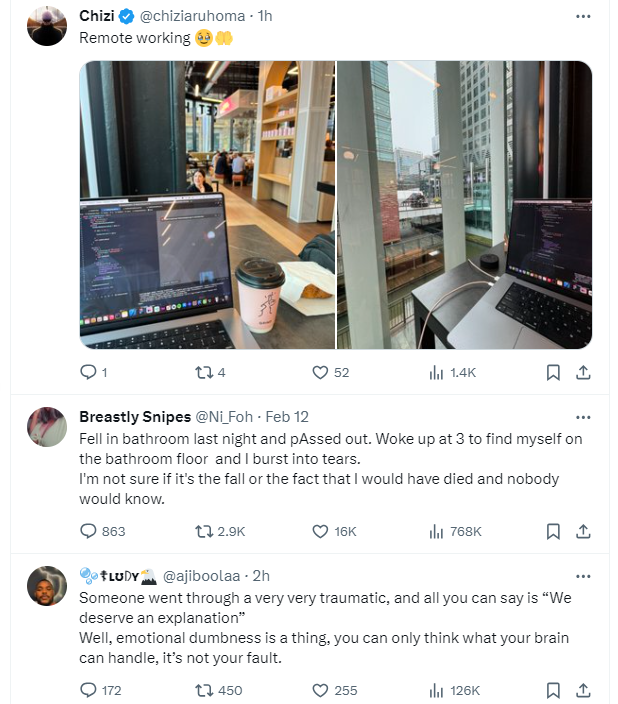 Chizi @chiziaruhoma · 1h
Remote working 🥹🫶
1 4 52 1.4K
Breastly Snipes @Ni_Foh · Feb 12
Fell in bathroom last night and pAssed out. Woke up at 3 to find myself on
the bathroom floor and I burst into tears.
I'm not sure if it's the fall or the fact that I would have died and nobody
would know.
863 2.9K 16K 768K
🫧☨ʟᴜDʏ🦅 @ajiboolaa · 2h
Someone went through a very very traumatic, and all you can say is “We
deserve an explanation”
Well, emotional dumbness is a thing, you can only think what your brain
can handle, it’s not your fault.
172 450 255 126K